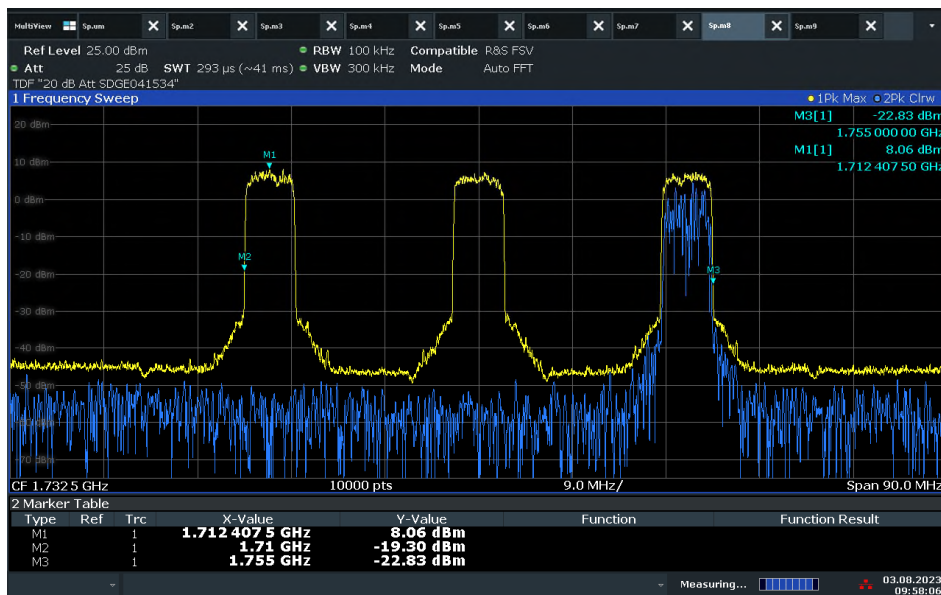 MultiView Sp.um Sp.m2 Sp.m3 Sp.m4 Sp.m5 Sp.m6 Sp.m7 Sp.m8 Sp.m9
Ref Level 25.00 dBm RBW 100 kHz Compatible R&S FSV
Att 25 dB SWT 293 µs (~41 ms) VBW 300 kHz Mode Auto FFT
TDF "20 dB Att SDGE041534"
1 Frequency Sweep 1Pk Max 2Pk Clrw
M3[1] -22.83 dBm
1.755 000 00 GHz
M1[1] 8.06 dBm
1.712 407 50 GHz
20 dBm
10 dBm
0 dBm
-10 dBm
-20 dBm
-30 dBm
-40 dBm
-50 dBm
-60 dBm
-70 dBm
M1
M2
M3
CF 1.732 5 GHz 10000 pts 9.0 MHz/ Span 90.0 MHz
2 Marker Table
Type Ref Trc X-Value Y-Value Function Function Result
M1 1 1.712 407 5 GHz 8.06 dBm
M2 1 1.71 GHz -19.30 dBm
M3 1 1.755 GHz -22.83 dBm
Measuring... 03.08.2023
09:58:06